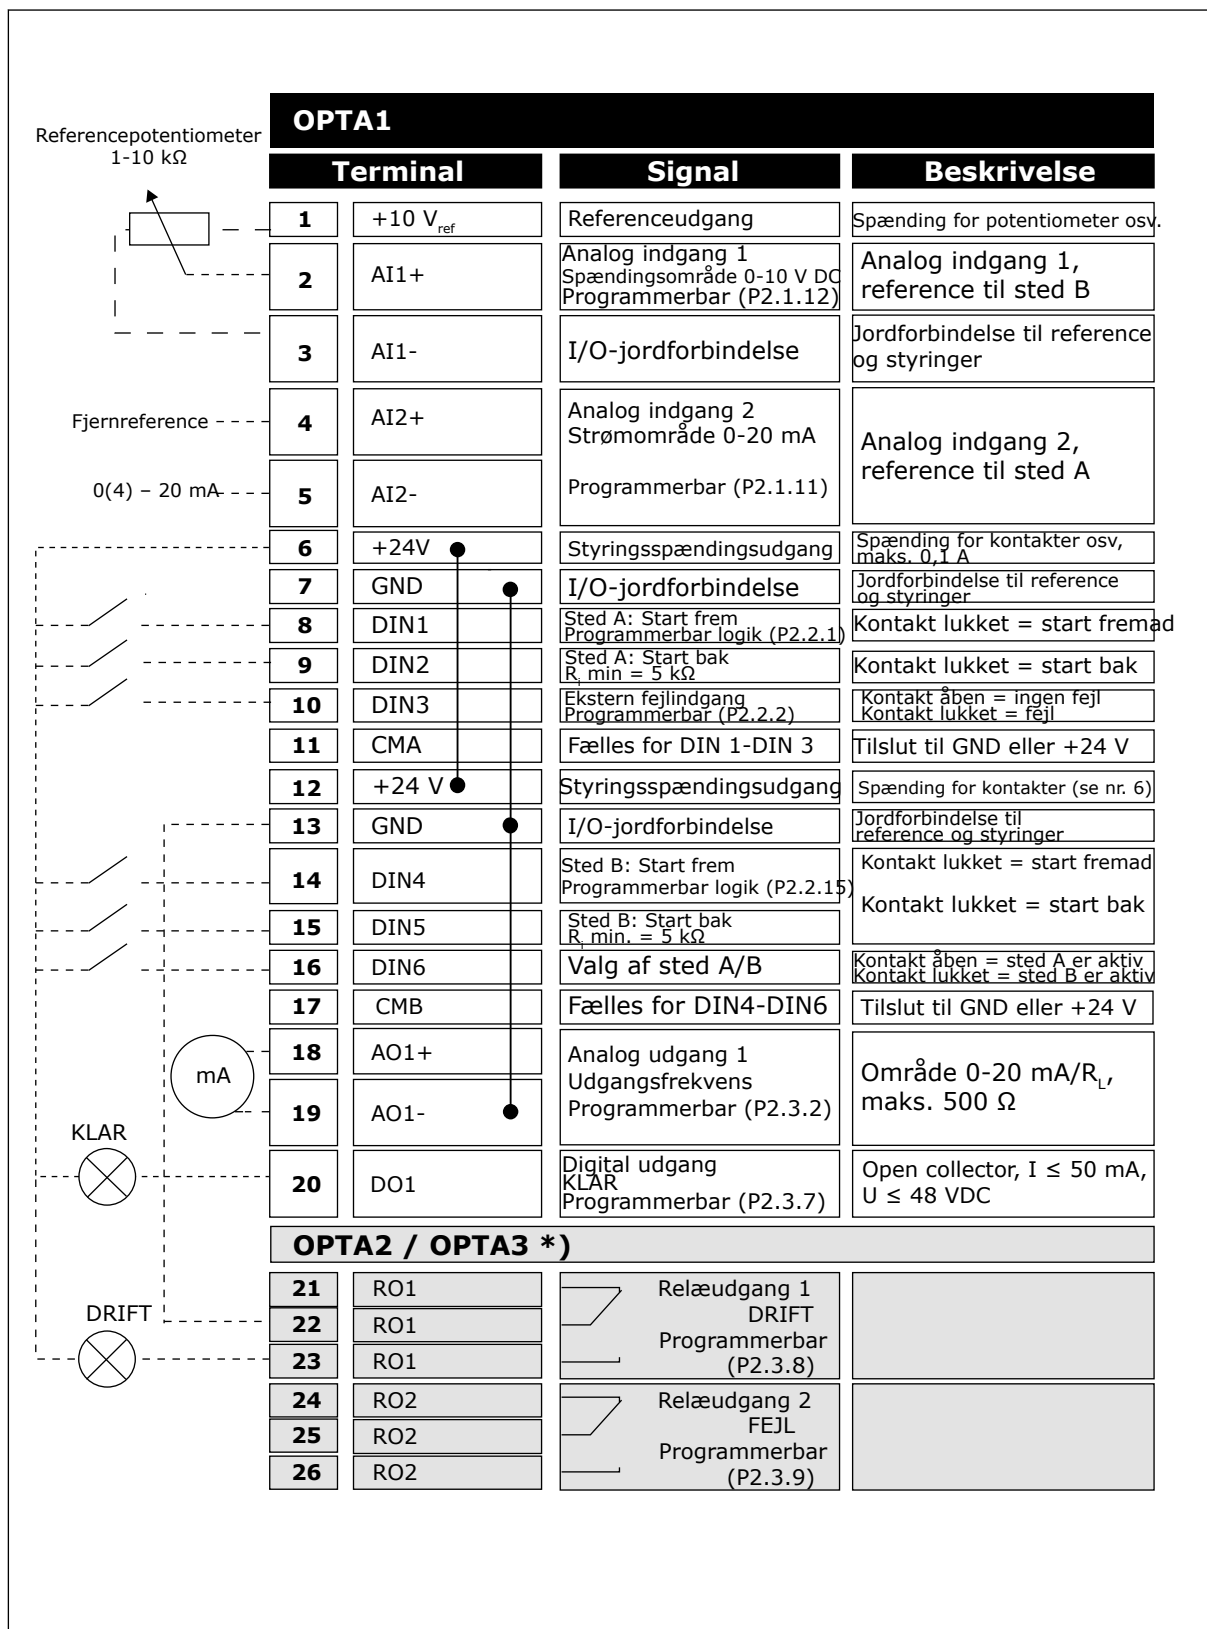 OPTA1
Referencepotentiometer
1-10 kΩ
Terminal Signal Beskrivelse
1 +10 Vref Referenceudgang Spænding for potentiometer osv.
2 AI1+ Analog indgang 1
Spændingsområde 0-10 V DC
Programmerbar (P2.1.12)
Analog indgang 1,
reference til sted B
3 AI1- I/O-jordforbindelse
Jordforbindelse til reference
og styringer
Fjernreference
4 AI2+
Analog indgang 2
Strømområde 0-20 mA
Programmerbar (P2.1.11)
Analog indgang 2,
reference til sted A
0(4) – 20 mA
5 AI2-
6 +24V Styringsspændingsudgang
Spænding for kontakter osv,
maks. 0,1 A
7 GND I/O-jordforbindelse
Jordforbindelse til reference
og styringer
8 DIN1
Sted A: Start frem
Programmerbar logik (P2.2.1)
Kontakt lukket = start fremad
9 DIN2
Sted A: Start bak
Ri min = 5 kΩ
Kontakt lukket = start bak
10 DIN3
Ekstern fejlindgang
Programmerbar (P2.2.2)
Kontakt åben = ingen fejl
Kontakt lukket = fejl
11 CMA Fælles for DIN 1-DIN 3 Tilslut til GND eller +24 V
12 +24 V Styringsspændingsudgang Spænding for kontakter (se nr. 6)
13 GND I/O-jordforbindelse
Jordforbindelse til
reference og styringer
14 DIN4
Sted B: Start frem
Programmerbar logik (P2.2.15)
Kontakt lukket = start fremad
Kontakt lukket = start bak
15 DIN5
Sted B: Start bak
Ri min. = 5 kΩ
16 DIN6 Valg af sted A/B
Kontakt åben = sted A er aktiv
Kontakt lukket = sted B er aktiv
17 CMB Fælles for DIN4-DIN6 Tilslut til GND eller +24 V
mA
18 AO1+
Analog udgang 1
Udgangsfrekvens
Programmerbar (P2.3.2)
Område 0-20 mA/RL,
maks. 500 Ω
19 AO1-
KLAR
20 DO1
Digital udgang
KLAR
Programmerbar (P2.3.7)
Open collector, I ≤ 50 mA,
U ≤ 48 VDC
OPTA2 / OPTA3 *)
21 RO1
DRIFT
22 RO1
23 RO1
Relæudgang 1
DRIFT
Programmerbar
(P2.3.8)
24 RO2
25 RO2
26 RO2
Relæudgang 2
FEJL
Programmerbar
(P2.3.9)